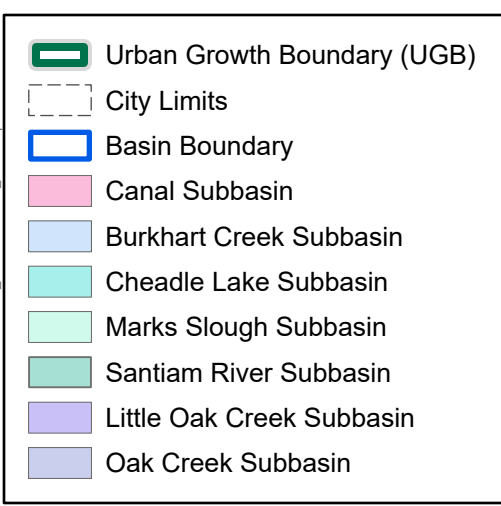 Urban Growth Boundary (UGB)
City Limits
Basin Boundary
Canal Subbasin
Burkhart Creek Subbasin
Cheadle Lake Subbasin
Marks Slough Subbasin
Santiam River Subbasin
Little Oak Creek Subbasin
Oak Creek Subbasin